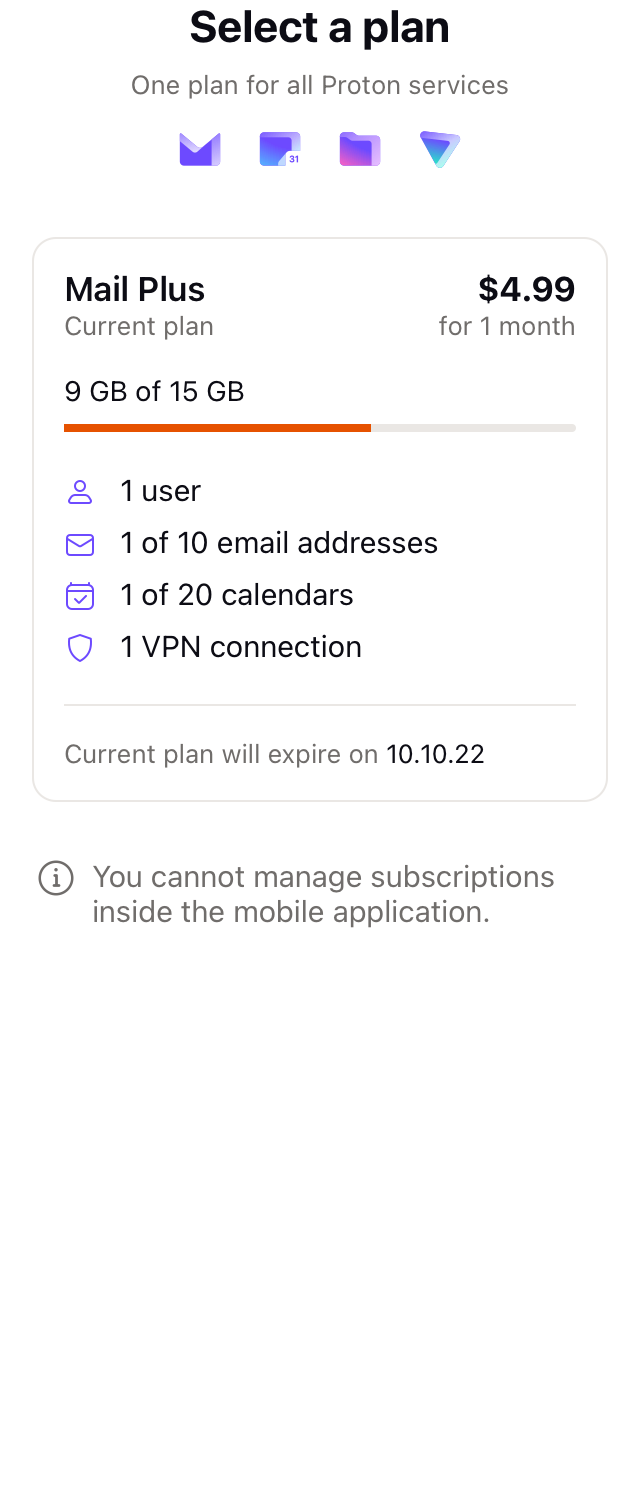 Select a plan
One plan for all Proton services
31
Mail Plus
$4.99
Current plan
for 1 month
9 GB of 15 GB
1 user
1 of 10 email addresses
1 of 20 calendars
1 VPN connection
Current plan will expire on 10.10.22
You cannot manage subscriptions
inside the mobile application.